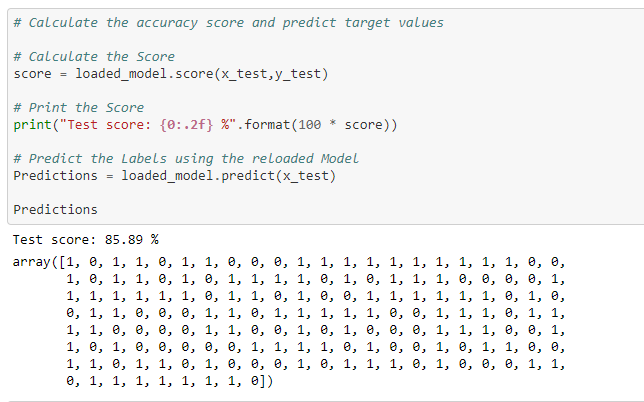 # Calculate the accuracy score and predict target values
# Calculate the Score
score = loaded_model.score(x_test,y_test)
# Print the Score
print("Test score: {0:.2f} %".format(100 * score))
# Predict the Labels using the reloaded Model
Predictions = loaded_model.predict(x_test)
Predictions
Test score: 85.89 %
array([1, 0, 1, 1, 0, 1, 1, 0, 0, 0, 1, 1, 1, 1, 1, 1, 1, 1, 1, 1, 0, 0,
1, 0, 1, 1, 0, 1, 0, 1, 1, 1, 1, 0, 1, 0, 1, 1, 1, 0, 0, 0, 0, 1,
1, 1, 1, 1, 1, 1, 0, 1, 1, 0, 1, 0, 0, 1, 1, 1, 1, 1, 1, 0, 1, 0,
0, 1, 1, 0, 0, 0, 1, 1, 0, 1, 1, 1, 1, 1, 0, 0, 1, 1, 1, 0, 1, 1,
1, 1, 0, 0, 0, 0, 1, 1, 0, 0, 1, 0, 1, 0, 0, 0, 1, 1, 1, 0, 0, 1,
1, 0, 1, 0, 0, 0, 0, 0, 1, 1, 1, 1, 0, 1, 0, 0, 1, 0, 1, 1, 0, 0,
1, 1, 0, 1, 1, 0, 1, 0, 0, 0, 1, 0, 1, 1, 1, 0, 1, 0, 0, 0, 1, 1,
0, 1, 1, 1, 1, 1, 1, 1, 0])